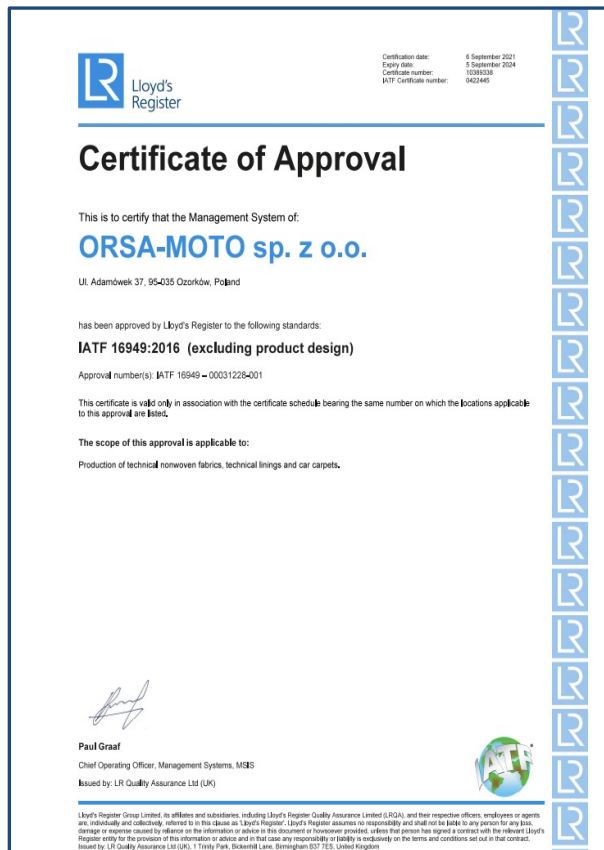 LR
Lloyd's
Register
Certification date: 6 September 2021
Expiry date: 5 September 2024
Certificate number: 10389338
IATF Certificate number: 0422445
Certificate of Approval
This is to certify that the Management System of:
ORSA-MOTO sp. z o.o.
Ul. Adamówek 37, 95-035 Ozorków, Poland
has been approved by Lloyd's Register to the following standards:
IATF 16949:2016 (excluding product design)
Approval number(s): IATF 16949 – 00031228-001
This certificate is valid only in association with the certificate schedule bearing the same number on which the locations applicable
to this approval are listed.
The scope of this approval is applicable to:
Production of technical nonwoven fabrics, technical linings and car carpets.
Paul Graaf
Chief Operating Officer, Management Systems, MSIS
Issued by: LR Quality Assurance Ltd (UK)
IATF
Lloyd's Register Group Limited, its affiliates and subsidiaries, including Lloyd's Register Quality Assurance Limited (LRQA), and their respective officers, employees or agents
are, individually and collectively, referred to in this clause as 'Lloyd's Register'. Lloyd's Register assumes no responsibility and shall not be liable to any person for any loss,
damage or expense caused by reliance on the information or advice in this document or howsoever provided, unless that person has signed a contract with the relevant Lloyd's
Register entity for the provision of this information or advice and in that case any responsibility or liability is exclusively on the terms and conditions set out in that contract.
Issued by: LR Quality Assurance Ltd (UK), 1 Trinity Park, Bickenhill Lane, Birmingham B37 7ES, United Kingdom